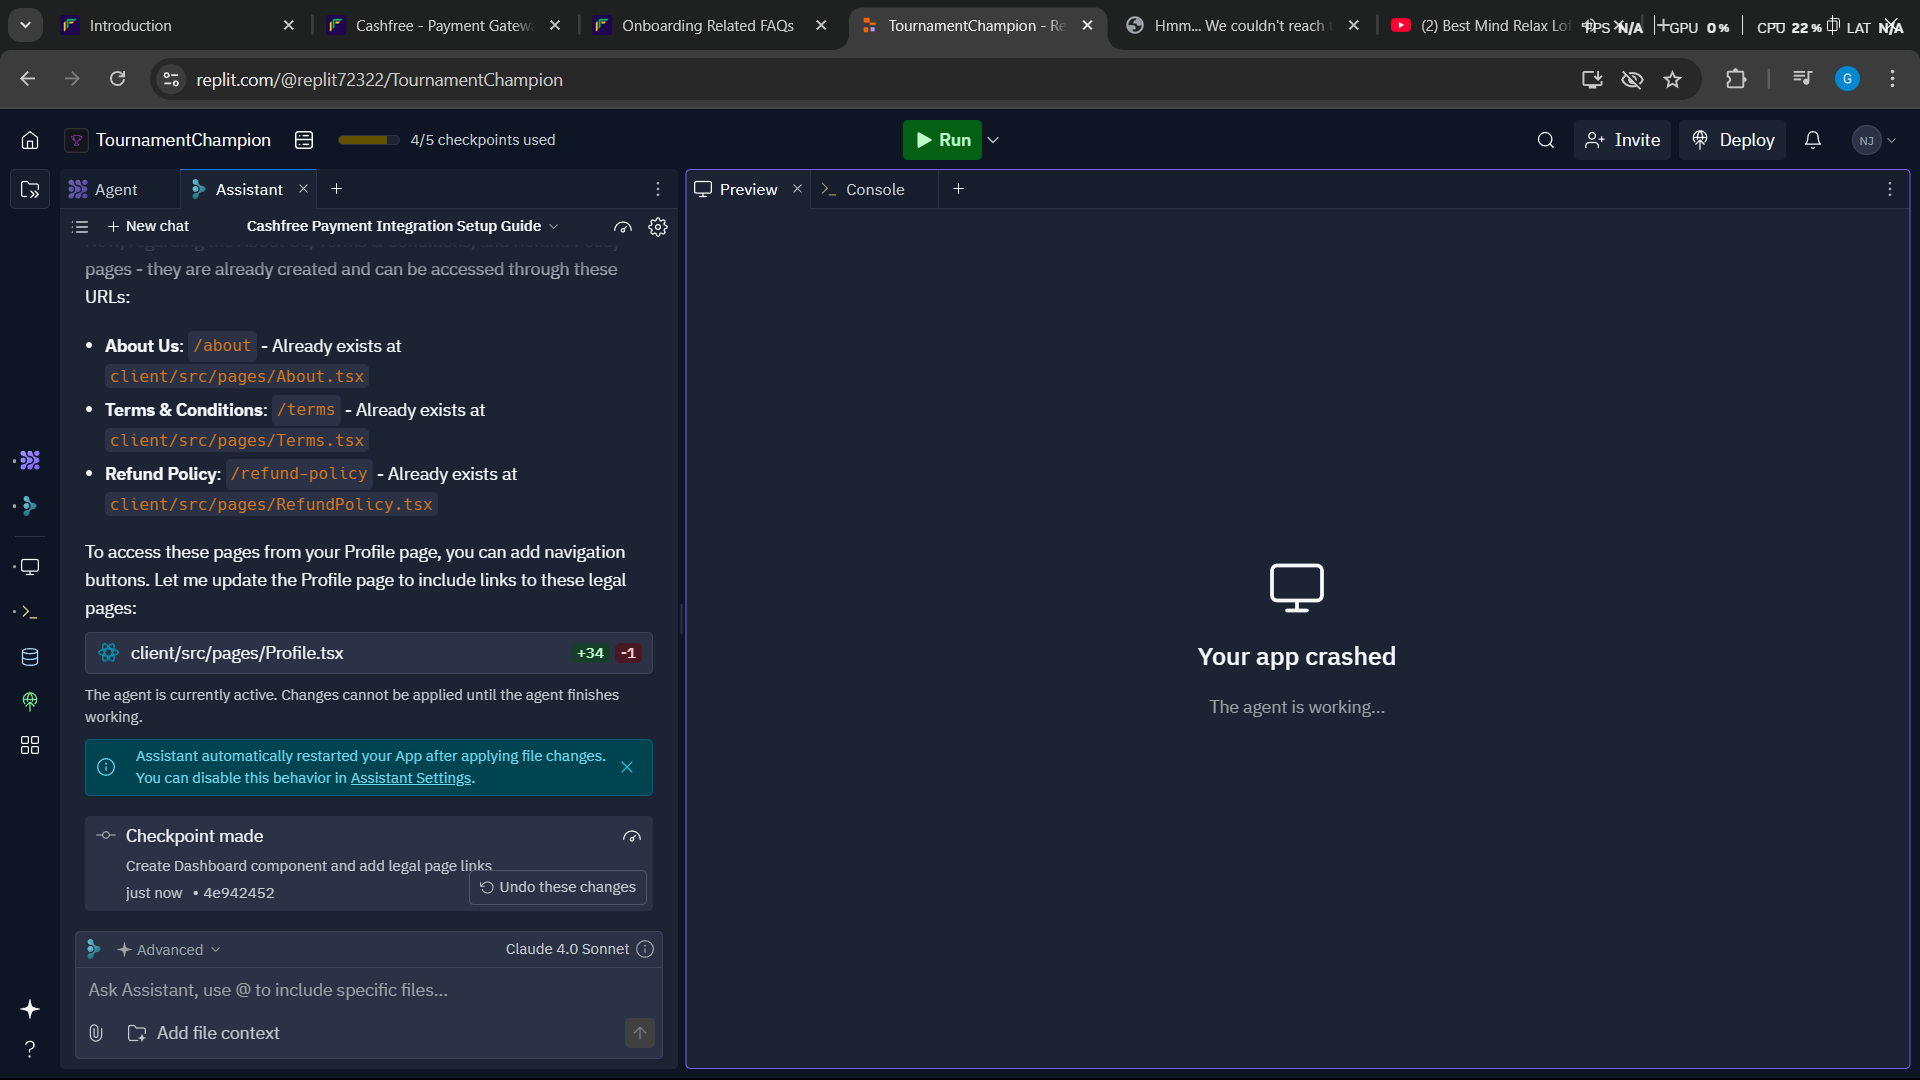 Introduction
Cashfree - Payment Gatew
Onboarding Related FAQs
TournamentChampion - Re
Hmm... We couldn't reach
(2) Best Mind Relax Lof
FPS N/A
GPU 0 %
CPU 22 %
LAT N/A
replit.com/@replit72322/TournamentChampion
G
TournamentChampion
4/5 checkpoints used
Run
Invite
Deploy
NJ
Agent
Assistant
Preview
Console
New chat
Cashfree Payment Integration Setup Guide
pages - they are already created and can be accessed through these
URLs:
• About Us: /about - Already exists at
client/src/pages/About.tsx
• Terms & Conditions: /terms - Already exists at
client/src/pages/Terms.tsx
• Refund Policy: /refund-policy - Already exists at
client/src/pages/RefundPolicy.tsx
To access these pages from your Profile page, you can add navigation
buttons. Let me update the Profile page to include links to these legal
pages:
client/src/pages/Profile.tsx +34 -1
The agent is currently active. Changes cannot be applied until the agent finishes
working.
Assistant automatically restarted your App after applying file changes.
You can disable this behavior in Assistant Settings.
Checkpoint made
Create Dashboard component and add legal page links
just now • 4e942452
Undo these changes
Advanced
Claude 4.0 Sonnet
Ask Assistant, use @ to include specific files...
Add file context
Your app crashed
The agent is working...